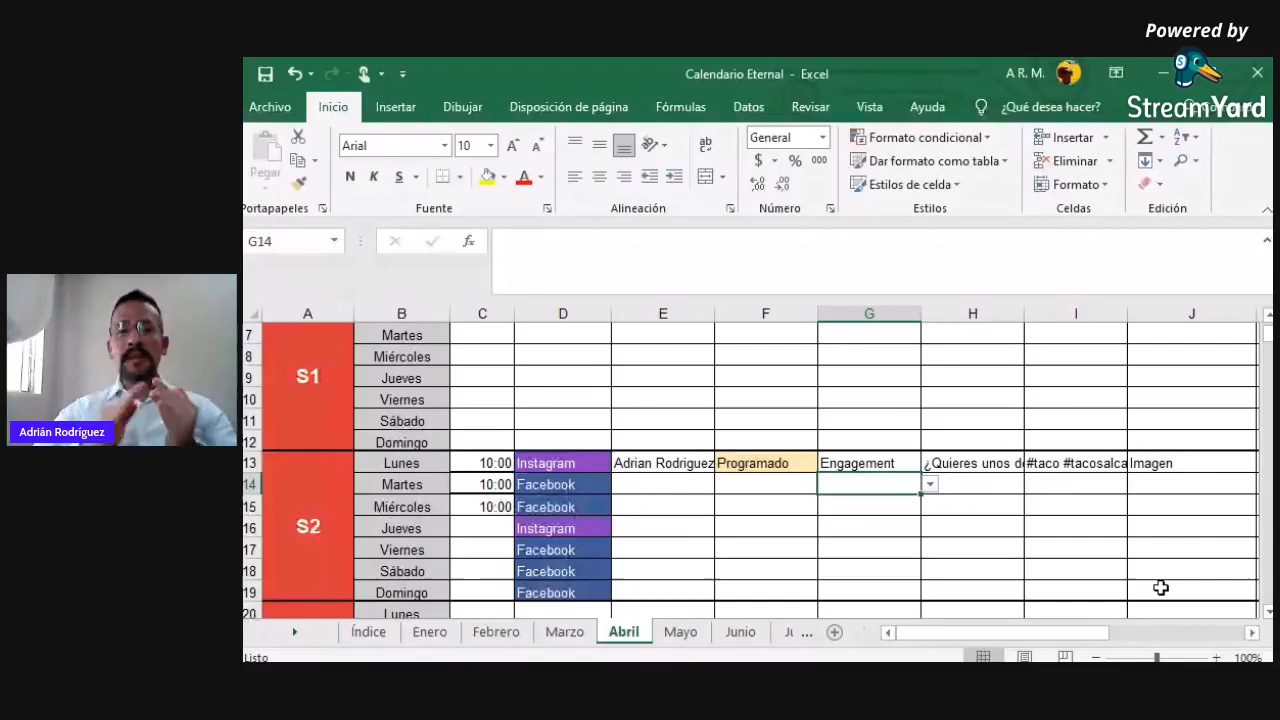 Powered by
StreamYard
Calendario Eternal - Excel
A R. M.
Archivo Inicio Insertar Dibujar Disposición de página Fórmulas Datos Revisar Vista Ayuda ¿Qué desea hacer?
Pegar
Arial 10
N K S
General
$ % 000
Formato condicional
Dar formato como tabla
Estilos de celda
Insertar
Eliminar
Formato
Portapapeles Fuente Alineación Número Estilos Celdas Edición
G14 fx
A B C D E F G H I J
7 Martes
8 Miércoles
9 S1 Jueves
10 Viernes
11 Sábado
12 Domingo
13 Lunes 10:00 Instagram Adrian Rodriguez Programado Engagement ¿Quieres unos de #taco #tacosalca Imagen
14 Martes 10:00 Facebook
15 Miércoles 10:00 Facebook
16 S2 Jueves Instagram
17 Viernes Facebook
18 Sábado Facebook
19 Domingo Facebook
20 Lunes
Adrián Rodríguez
Índice Enero Febrero Marzo Abril Mayo Junio ...
Listo 100%